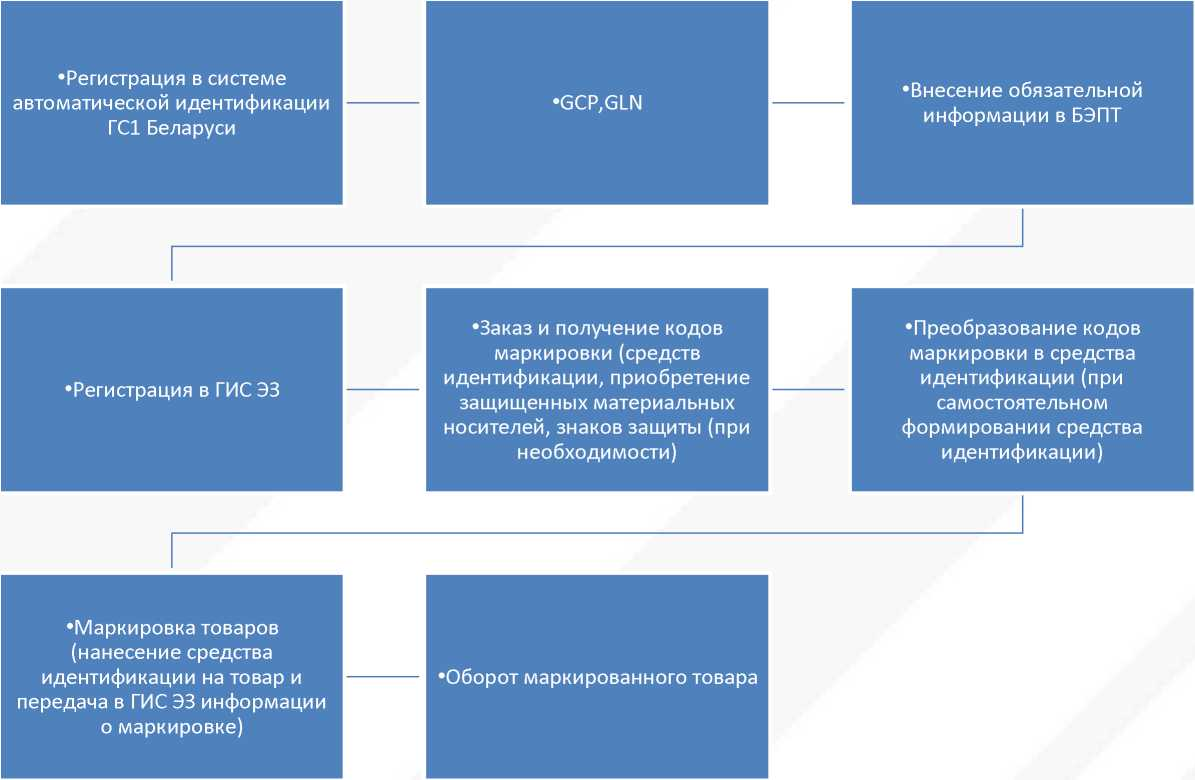 •Регистрация в системе
автоматической идентификации
ГС1 Беларуси
•GCP,GLN
•Внесение обязательной
информации в БЭПТ
•Регистрация в ГИС ЭЗ
•Заказ и получение кодов
маркировки (средств
идентификации, приобретение
защищенных материальных
носителей, знаков защиты (при
необходимости)
•Преобразование кодов
маркировки в средства
идентификации (при
самостоятельном
формировании средства
идентификации)
•Маркировка товаров
(нанесение средства
идентификации на товар и
передача в ГИС ЭЗ информации
о маркировке)
•Оборот маркированного товара